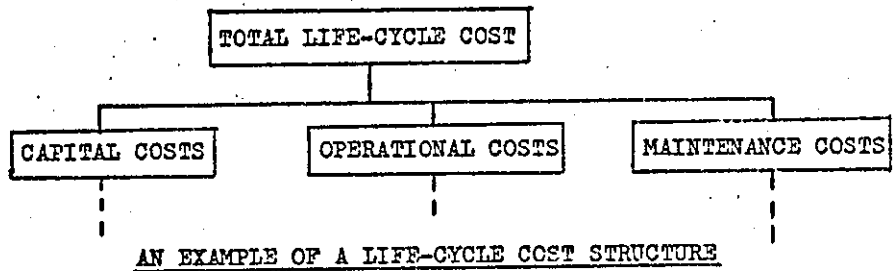 TOTAL LIFE-CYCLE COST
CAPITAL COSTS
OPERATIONAL COSTS
MAINTENANCE COSTS
AN EXAMPLE OF A LIFE-CYCLE COST STRUCTURE